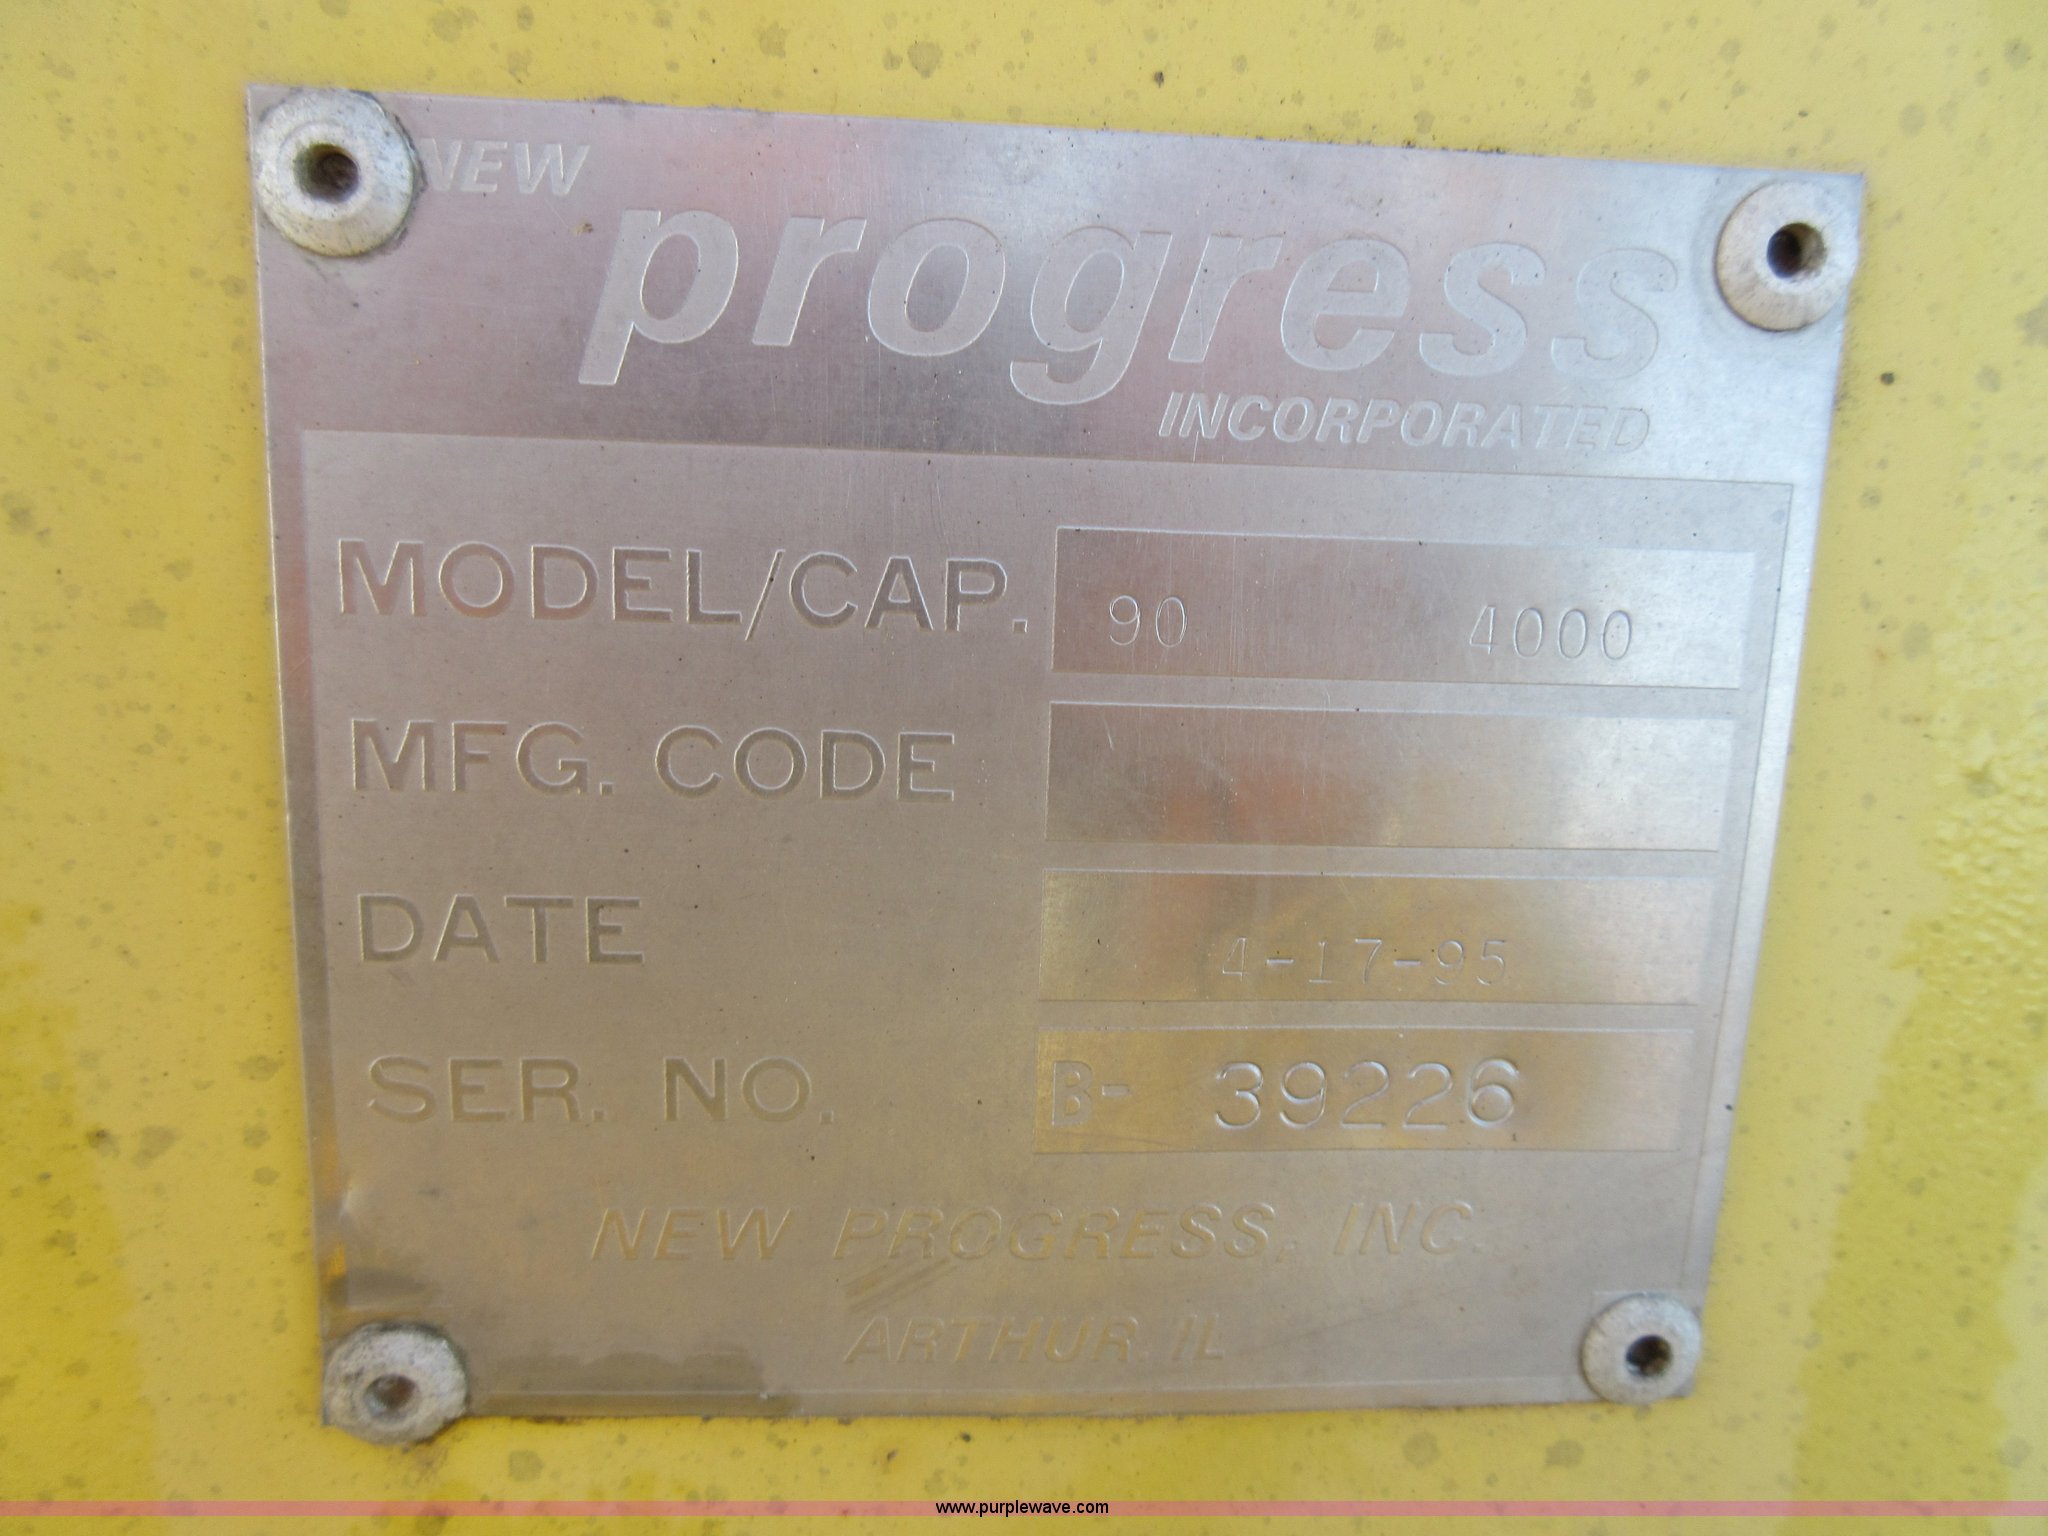 NEW
progress
INCORPORATED
MODEL/CAP. 90 4000
MFG. CODE
DATE 4-17-95
SER. NO. B- 39226
NEW PROGRESS, INC.
ARTHUR IL
www.purplewave.com